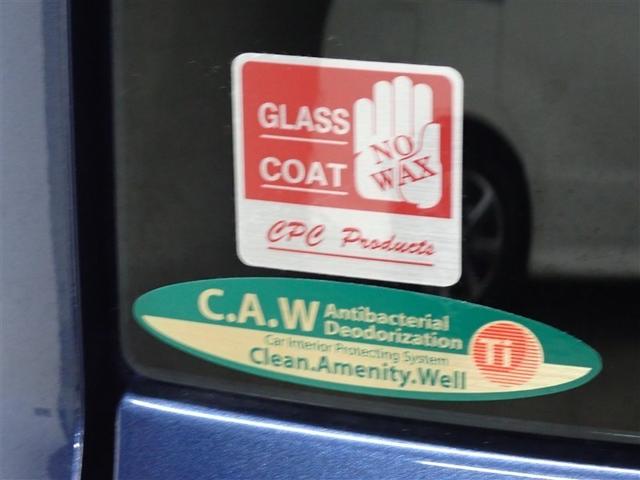 GLASS
COAT
NO
WAX
CPC Products
C.A.W Antibacterial
Deodorization
Car Interior Protecting System
Clean.Amenity.Well
Ti